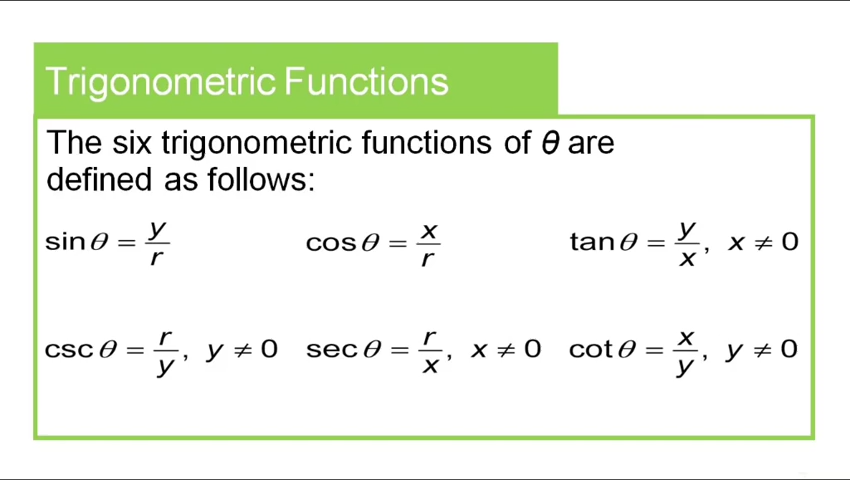 Trigonometric Functions
The six trigonometric functions of θ are
defined as follows:
sin θ = y/r cos θ = x/r tan θ = y/x, x ≠ 0
csc θ = r/y, y ≠ 0 sec θ = r/x, x ≠ 0 cot θ = x/y, y ≠ 0